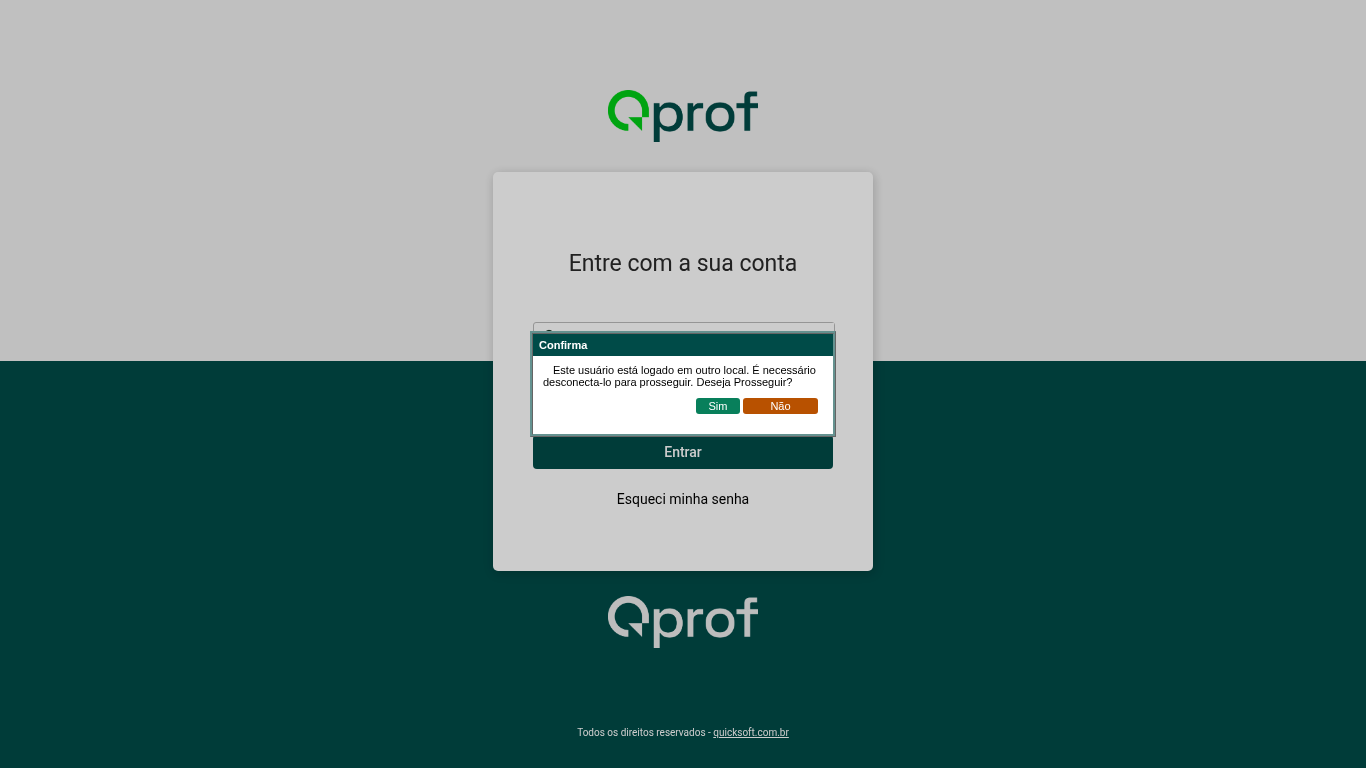 Qprof
Entre com a sua conta
Confirma
Este usuário está logado em outro local. É necessário
desconecta-lo para prosseguir. Deseja Prosseguir?
Sim Não
Entrar
Esqueci minha senha
Qprof
Todos os direitos reservados - quicksoft.com.br